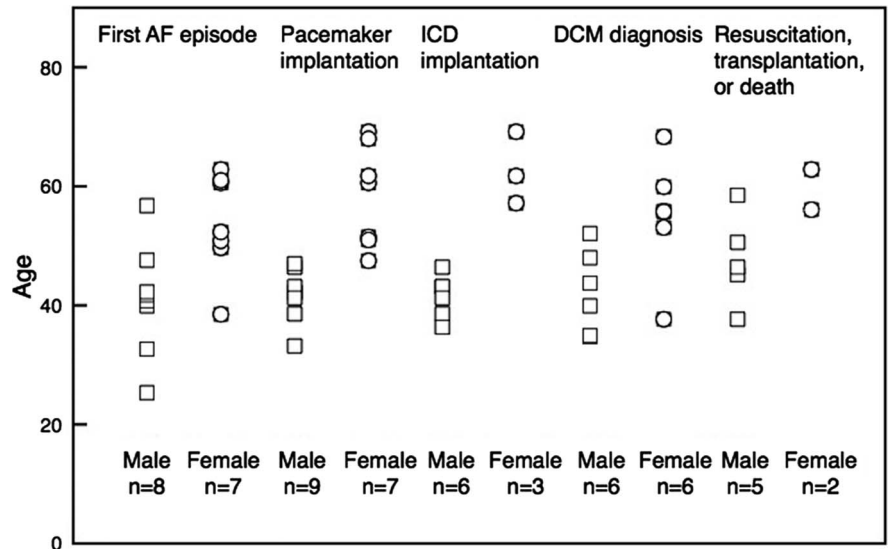 First AF episode
Pacemaker
implantation
ICD
implantation
DCM diagnosis
Resuscitation,
transplantation,
or death
Age
80
60
40
20
0
Male Female Male Female Male Female Male Female Male Female
n=8 n=7 n=9 n=7 n=6 n=3 n=6 n=6 n=5 n=2